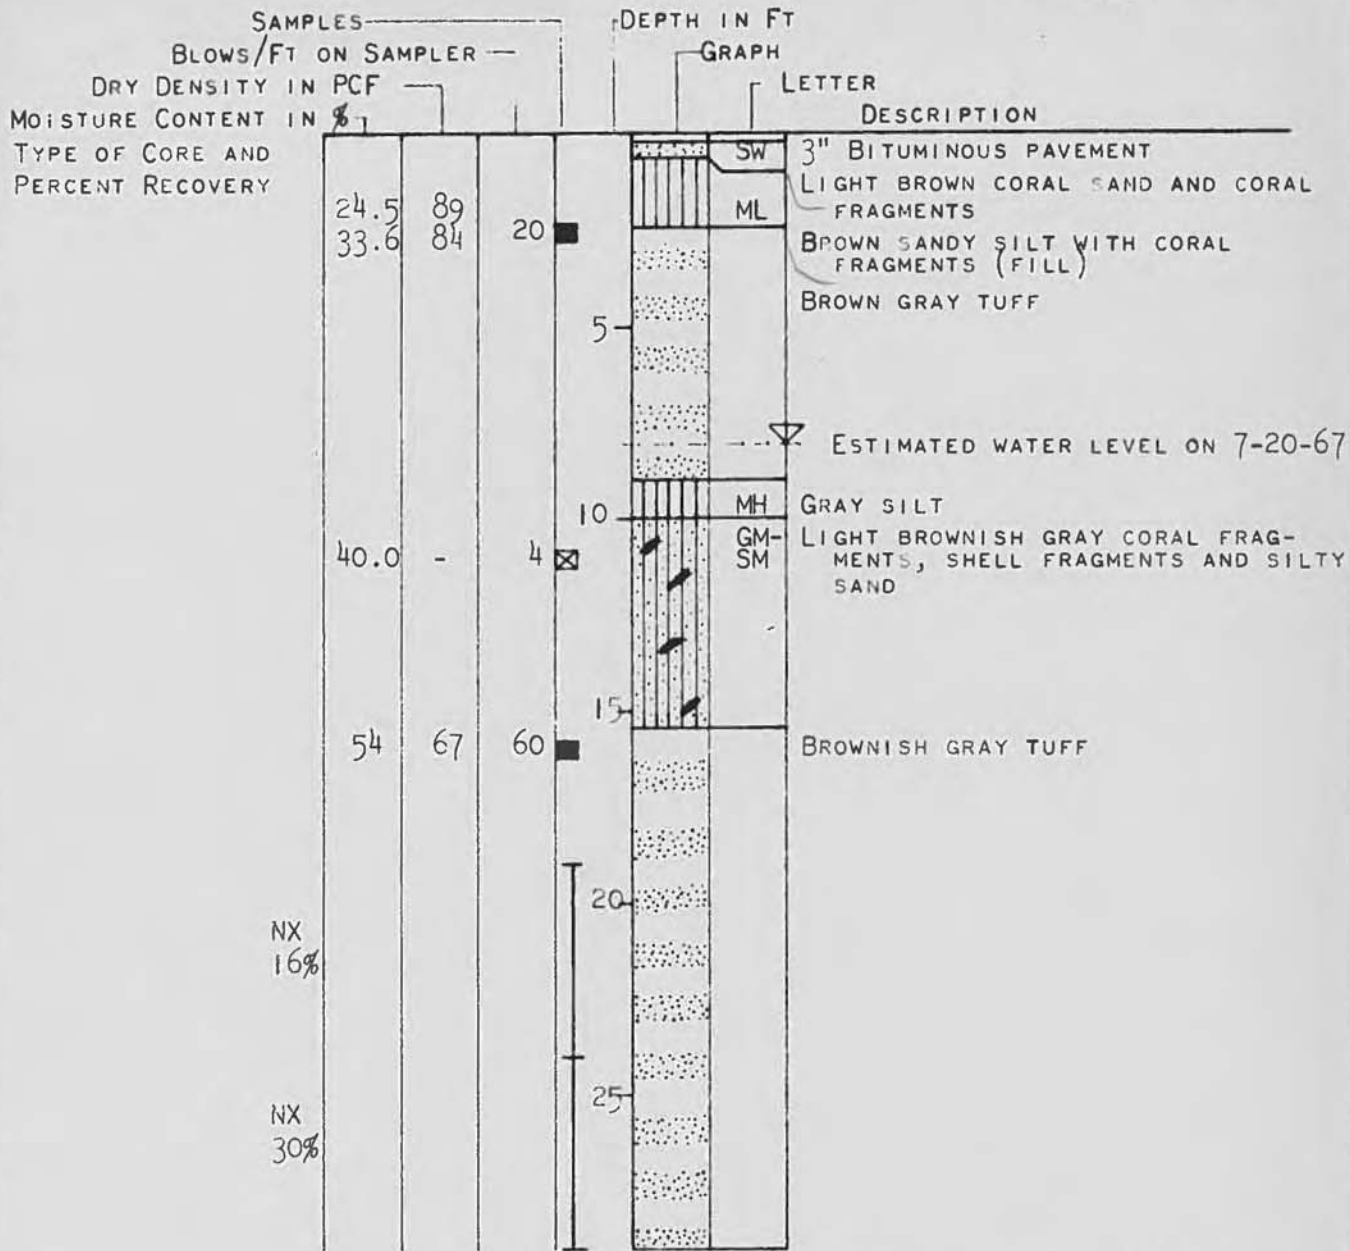 SAMPLES
DEPTH IN FT
BLOWS/FT ON SAMPLER
GRAPH
DRY DENSITY IN PCF
LETTER
MOISTURE CONTENT IN %
DESCRIPTION
TYPE OF CORE AND
PERCENT RECOVERY
SW 3" BITUMINOUS PAVEMENT
LIGHT BROWN CORAL SAND AND CORAL
FRAGMENTS
24.5 89
ML
33.6 84 20
BROWN SANDY SILT WITH CORAL
FRAGMENTS (FILL)
BROWN GRAY TUFF
5
ESTIMATED WATER LEVEL ON 7-20-67
MH GRAY SILT
10
GM-
SM
LIGHT BROWNISH GRAY CORAL FRAG-
MENTS, SHELL FRAGMENTS AND SILTY
SAND
40.0 - 4
15
54 67 60
BROWNISH GRAY TUFF
20
NX
16%
25
NX
30%